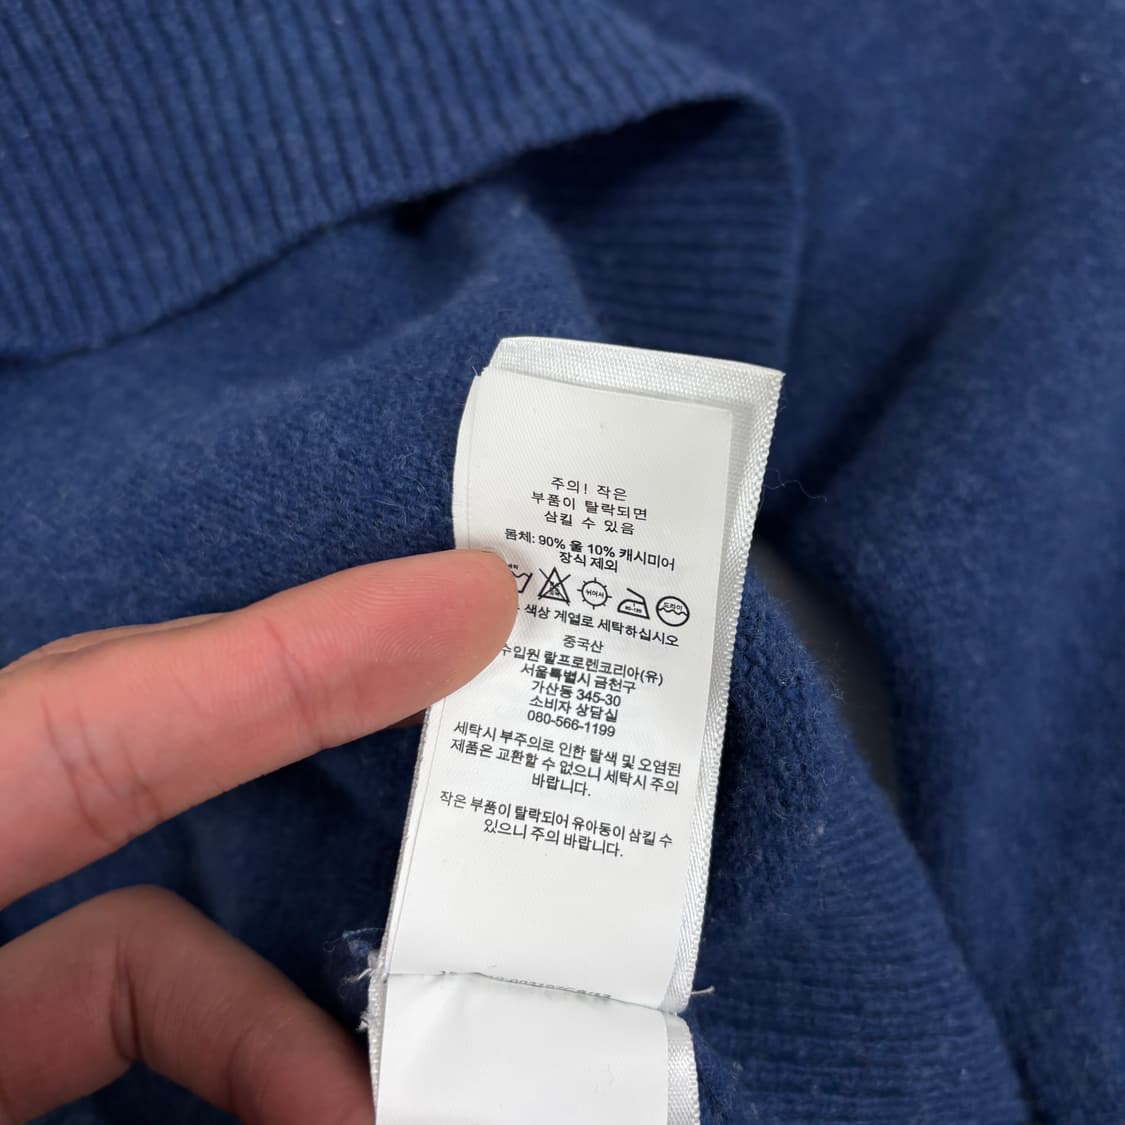 주의! 작은
부품이 탈락되면
삼킬 수 있음
몸체: 90% 울 10% 캐시미어
장식 제외
뉘어서
드라이
색상 계열로 세탁하십시오
중국산
수입원 랄프로렌코리아(유)
서울특별시 금천구
가산동 345-30
소비자 상담실
080-566-1199
세탁시 부주의로 인한 탈색 및 오염된
제품은 교환할 수 없으니 세탁시 주의
바랍니다.
작은 부품이 탈락되어 유아동이 삼킬 수
있으니 주의 바랍니다.